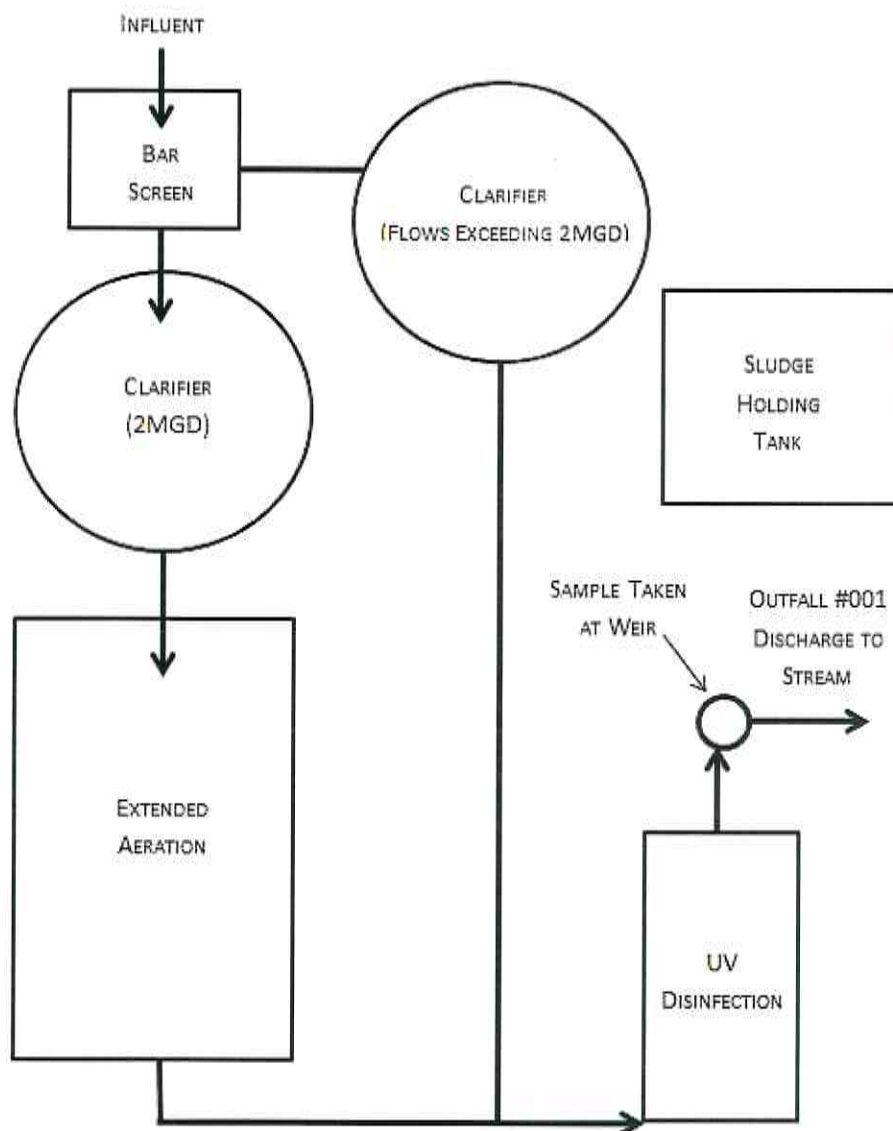 INFLUENT
BAR
SCREEN
CLARIFIER
(FLOWS EXCEEDING 2MGD)
CLARIFIER
(2MGD)
SLUDGE
HOLDING
TANK
SAMPLE TAKEN
AT WEIR
OUTFALL #001
DISCHARGE TO
STREAM
EXTENDED
AERATION
UV
DISINFECTION